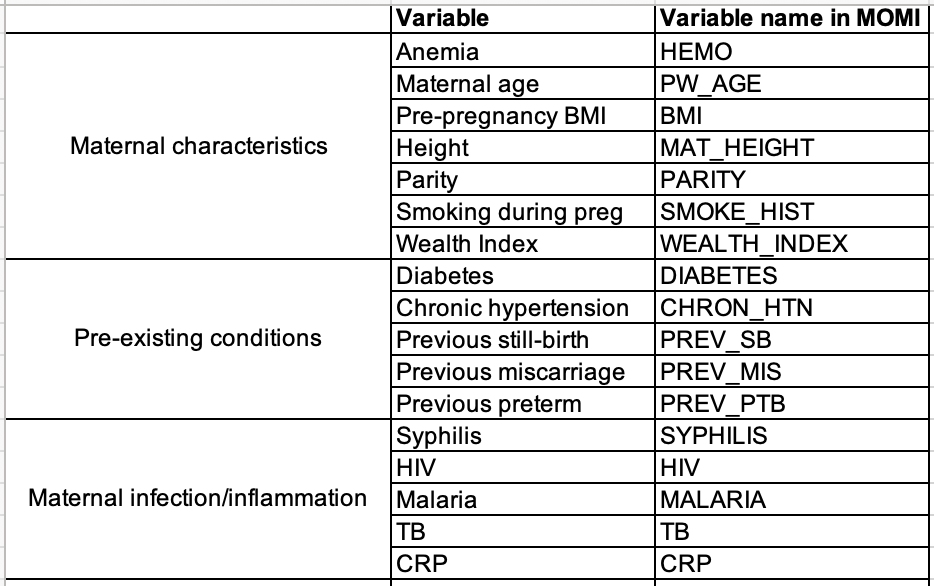 Variable Variable name in MOMI
Maternal characteristics
Anemia HEMO
Maternal age PW_AGE
Pre-pregnancy BMI BMI
Height MAT_HEIGHT
Parity PARITY
Smoking during preg SMOKE_HIST
Wealth Index WEALTH_INDEX
Pre-existing conditions
Diabetes DIABETES
Chronic hypertension CHRON_HTN
Previous still-birth PREV_SB
Previous miscarriage PREV_MIS
Previous preterm PREV_PTB
Maternal infection/inflammation
Syphilis SYPHILIS
HIV HIV
Malaria MALARIA
TB TB
CRP CRP